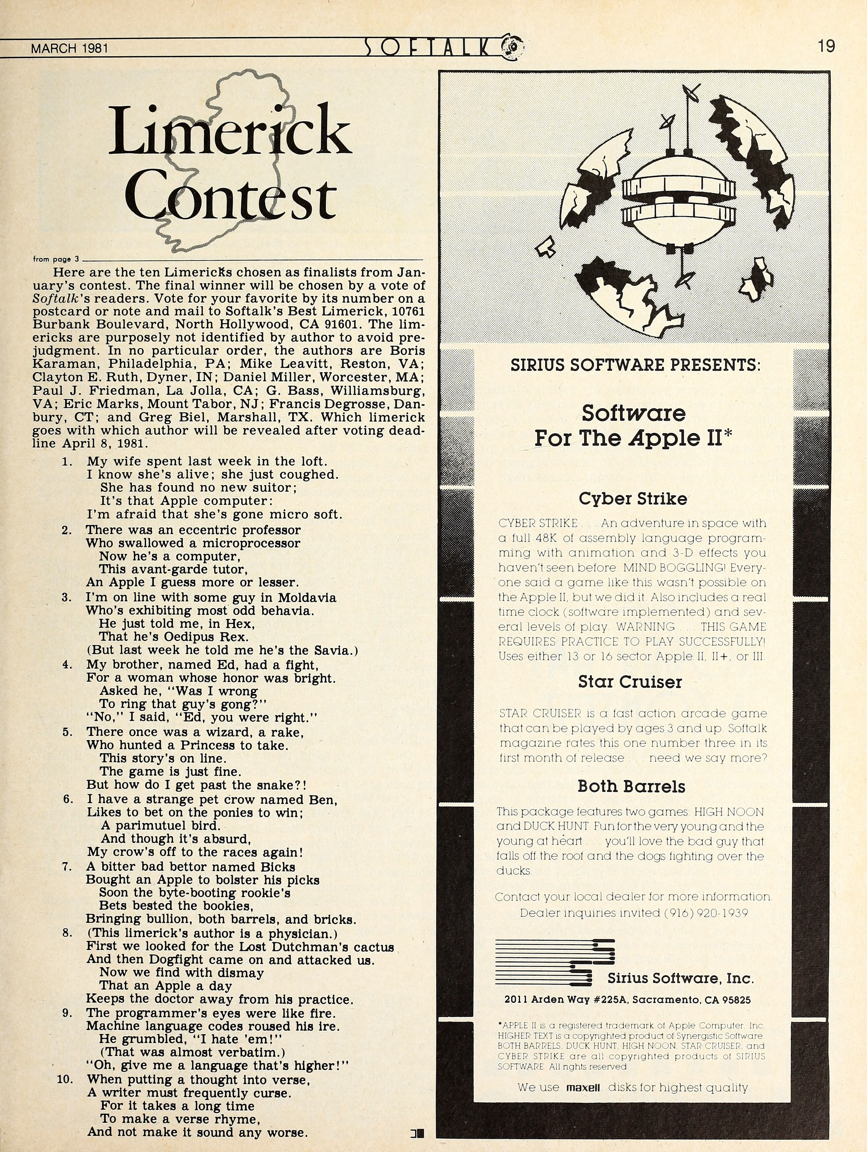 MARCH 1981
SOFTALK
19
Limerick
Contest
from page 3
Here are the ten Limericks chosen as finalists from Jan-
uary's contest. The final winner will be chosen by a vote of
Softalk's readers. Vote for your favorite by its number on a
postcard or note and mail to Softalk's Best Limerick, 10761
Burbank Boulevard, North Hollywood, CA 91601. The lim-
ericks are purposely not identified by author to avoid pre-
judgment. In no particular order, the authors are Boris
Karaman, Philadelphia, PA; Mike Leavitt, Reston, VA;
Clayton E. Ruth, Dyner, IN; Daniel Miller, Worcester, MA;
Paul J. Friedman, La Jolla, CA; G. Bass, Williamsburg,
VA; Eric Marks, Mount Tabor, NJ; Francis Degrosse, Dan-
bury, CT; and Greg Biel, Marshall, TX. Which limerick
goes with which author will be revealed after voting dead-
line April 8, 1981.
1. My wife spent last week in the loft.
I know she's alive; she just coughed.
She has found no new suitor;
It's that Apple computer:
I'm afraid that she's gone micro soft.
2. There was an eccentric professor
Who swallowed a microprocessor
Now he's a computer,
This avant-garde tutor,
An Apple I guess more or lesser.
3. I'm on line with some guy in Moldavia
Who's exhibiting most odd behavia.
He just told me, in Hex,
That he's Oedipus Rex.
(But last week he told me he's the Savia.)
4. My brother, named Ed, had a fight,
For a woman whose honor was bright.
Asked he, "Was I wrong
To ring that guy's gong?"
"No," I said, "Ed, you were right."
5. There once was a wizard, a rake,
Who hunted a Princess to take.
This story's on line.
The game is just fine.
But how do I get past the snake?!
6. I have a strange pet crow named Ben,
Likes to bet on the ponies to win;
A parimutuel bird.
And though it's absurd,
My crow's off to the races again!
7. A bitter bad bettor named Bicks
Bought an Apple to bolster his picks
Soon the byte-booting rookie's
Bets bested the bookies,
Bringing bullion, both barrels, and bricks.
8. (This limerick's author is a physician.)
First we looked for the Lost Dutchman's cactus
And then Dogfight came on and attacked us.
Now we find with dismay
That an Apple a day
Keeps the doctor away from his practice.
9. The programmer's eyes were like fire.
Machine language codes roused his ire.
He grumbled, "I hate 'em!"
(That was almost verbatim.)
"Oh, give me a language that's higher!"
10. When putting a thought into verse,
A writer must frequently curse.
For it takes a long time
To make a verse rhyme,
And not make it sound any worse.
SIRIUS SOFTWARE PRESENTS:
Software
For The Apple II*
Cyber Strike
CYBER STRIKE . . . An adventure in space with
a full 48K of assembly language program-
ming with animation and 3-D effects you
haven't seen before MIND BOGGLING! Every-
one said a game like this wasn't possible on
the Apple II, but we did it. Also includes a real
time clock (software implemented) and sev-
eral levels of play. WARNING . . . THIS GAME
REQUIRES PRACTICE TO PLAY SUCCESSFULLY!
Uses either 13 or 16 sector Apple II, II+, or III.
Star Cruiser
STAR CRUISER is a fast action arcade game
that can be played by ages 3 and up. Softalk
magazine rates this one number three in its
first month of release . . . need we say more?
Both Barrels
This package features two games: HIGH NOON
and DUCK HUNT. Fun for the very young and the
young at heart . . . you'll love the bad guy that
falls off the roof and the dogs fighting over the
ducks.
Contact your local dealer for more information.
Dealer inquiries invited (916) 920-1939
Sirius Software, Inc.
2011 Arden Way #225A, Sacramento, CA 95825
*APPLE II is a registered trademark of Apple Computer, Inc.
HIGHER TEXT is a copyrighted product of Synergistic Software
BOTH BARRELS, DUCK HUNT, HIGH NOON, STAR CRUISER, and
CYBER STRIKE are all copyrighted products of SIRIUS
SOFTWARE. All rights reserved.
We use maxell disks for highest quality.